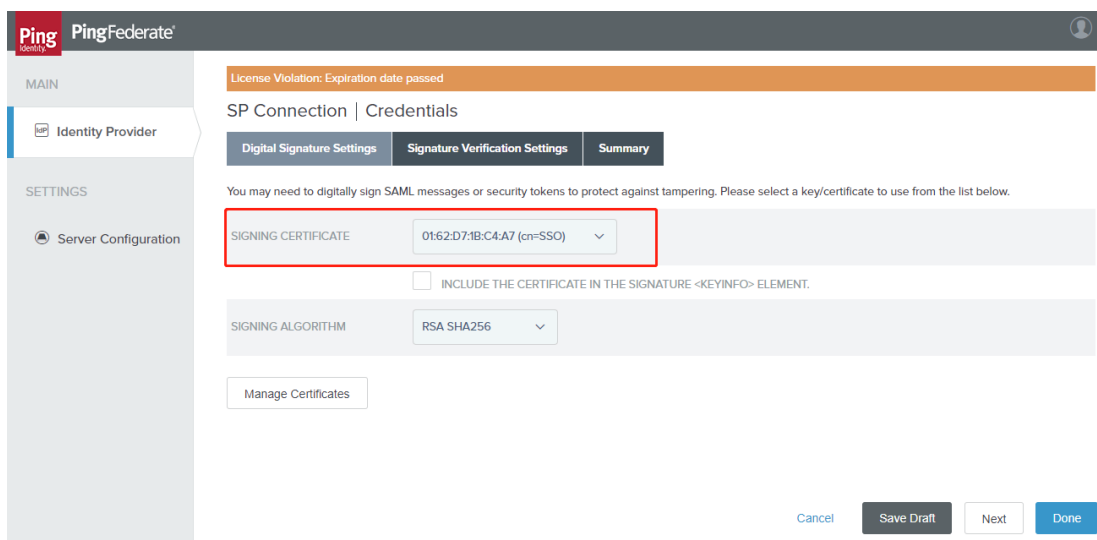 Ping
Identity.
PingFederate®
MAIN
IdP Identity Provider
SETTINGS
Server Configuration
License Violation: Expiration date passed
SP Connection | Credentials
Digital Signature Settings
Signature Verification Settings
Summary
You may need to digitally sign SAML messages or security tokens to protect against tampering. Please select a key/certificate to use from the list below.
SIGNING CERTIFICATE
01:62:D7:1B:C4:A7 (cn=SSO)
INCLUDE THE CERTIFICATE IN THE SIGNATURE <KEYINFO> ELEMENT.
SIGNING ALGORITHM
RSA SHA256
Manage Certificates
Cancel
Save Draft
Next
Done